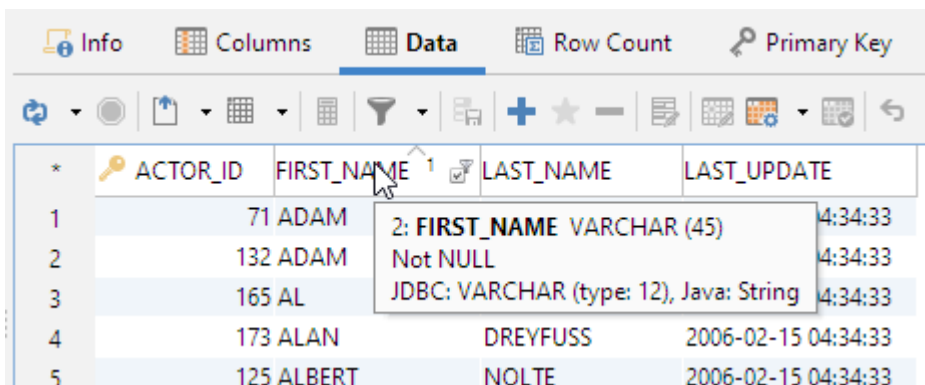 Info Columns Data Row Count Primary Key
* ACTOR_ID FIRST_NAME 1 LAST_NAME LAST_UPDATE
1 71 ADAM 4:34:33
2 132 ADAM 4:34:33
3 165 AL 4:34:33
2: FIRST_NAME VARCHAR (45)
Not NULL
JDBC: VARCHAR (type: 12), Java: String
4 173 ALAN DREYFUSS 2006-02-15 04:34:33
5 125 ALBERT NOLTE 2006-02-15 04:34:33